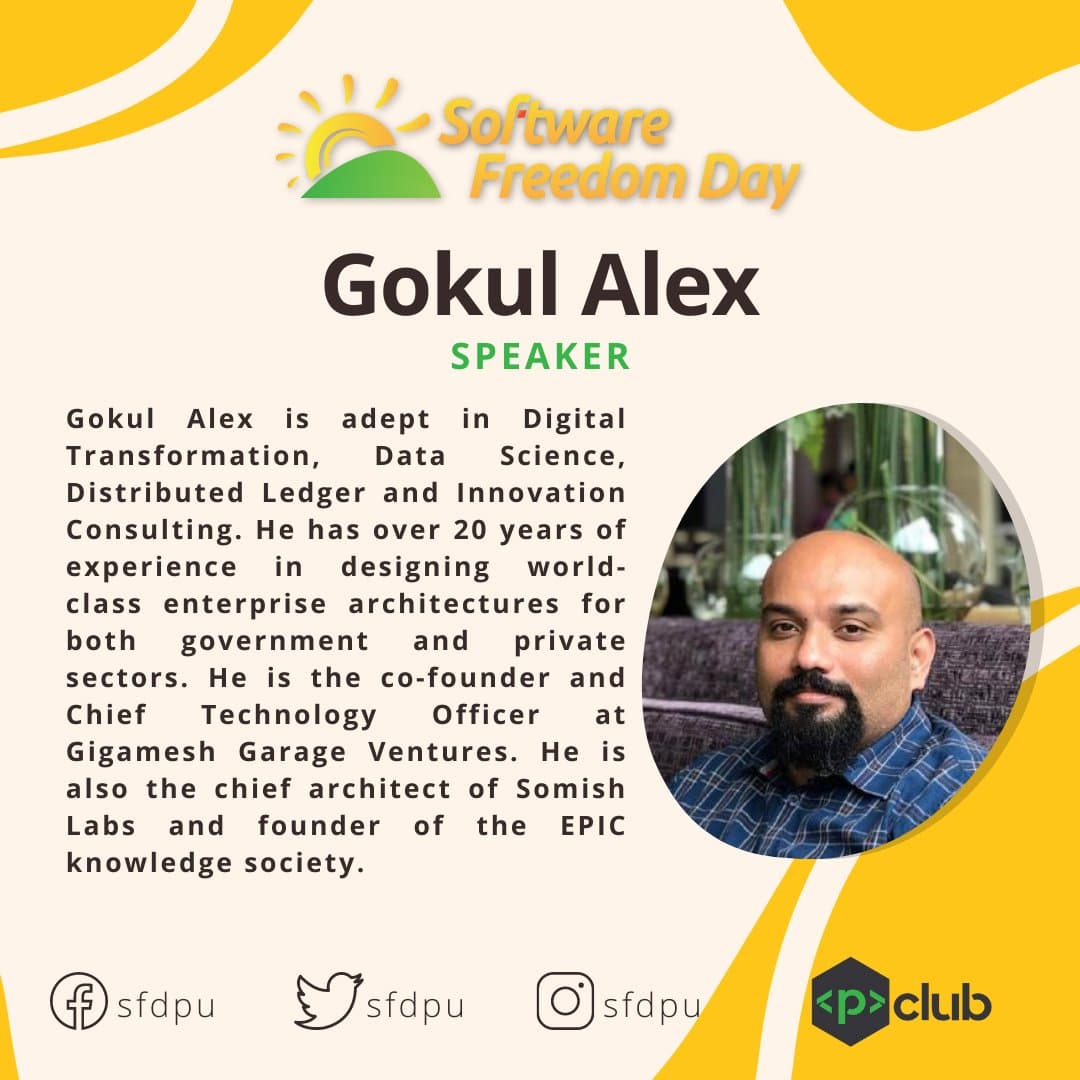 Software
Freedom Day
Gokul Alex
SPEAKER
Gokul Alex is adept in Digital
Transformation, Data Science,
Distributed Ledger and Innovation
Consulting. He has over 20 years of
experience in designing world-
class enterprise architectures for
both government and private
sectors. He is the co-founder and
Chief Technology Officer at
Gigamesh Garage Ventures. He is
also the chief architect of Somish
Labs and founder of the EPIC
knowledge society.
sfdpu
sfdpu
sfdpu
<p>club